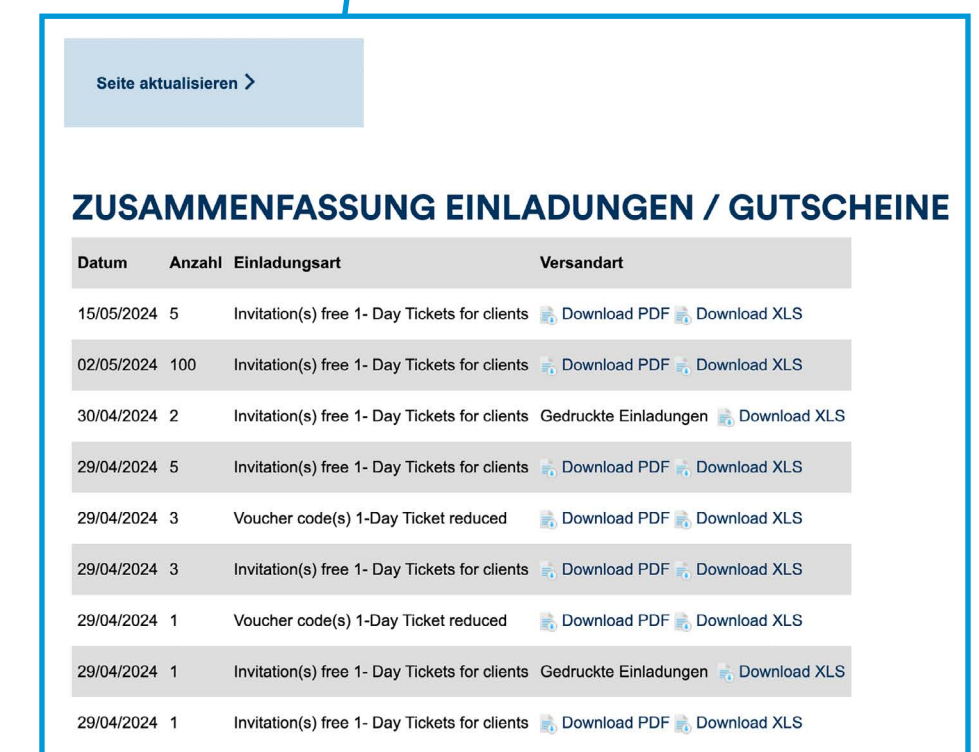 Seite aktualisieren
ZUSAMMENFASSUNG EINLADUNGEN / GUTSCHEINE
Datum Anzahl Einladungsart Versandart
15/05/2024 5 Invitation(s) free 1- Day Tickets for clients Download PDF Download XLS
02/05/2024 100 Invitation(s) free 1- Day Tickets for clients Download PDF Download XLS
30/04/2024 2 Invitation(s) free 1- Day Tickets for clients Gedruckte Einladungen Download XLS
29/04/2024 5 Invitation(s) free 1- Day Tickets for clients Download PDF Download XLS
29/04/2024 3 Voucher code(s) 1-Day Ticket reduced Download PDF Download XLS
29/04/2024 3 Invitation(s) free 1- Day Tickets for clients Download PDF Download XLS
29/04/2024 1 Voucher code(s) 1-Day Ticket reduced Download PDF Download XLS
29/04/2024 1 Invitation(s) free 1- Day Tickets for clients Gedruckte Einladungen Download XLS
29/04/2024 1 Invitation(s) free 1- Day Tickets for clients Download PDF Download XLS